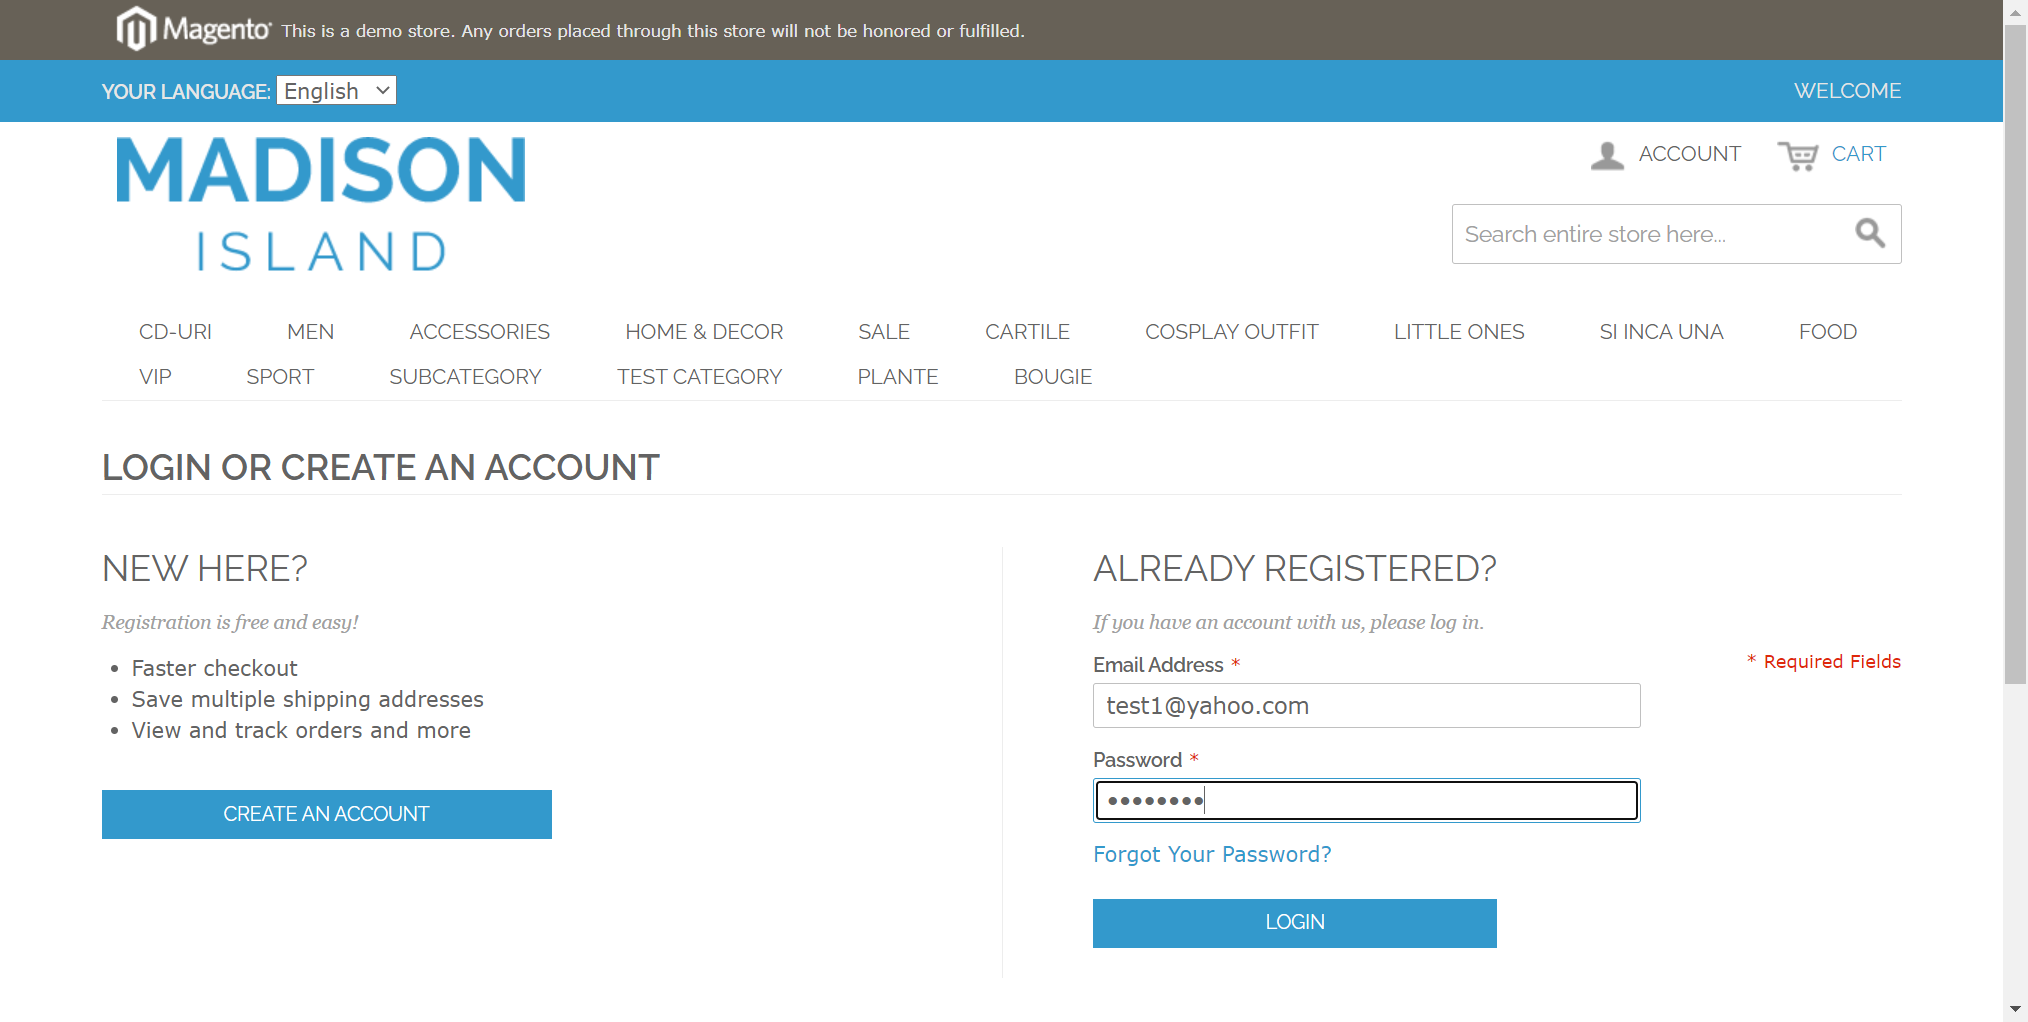 Magento This is a demo store. Any orders placed through this store will not be honored or fulfilled.
YOUR LANGUAGE: English WELCOME
MADISON
ISLAND
ACCOUNT CART
Search entire store here...
CD-URI MEN ACCESSORIES HOME & DECOR SALE CARTILE COSPLAY OUTFIT LITTLE ONES SI INCA UNA FOOD
VIP SPORT SUBCATEGORY TEST CATEGORY PLANTE BOUGIE
LOGIN OR CREATE AN ACCOUNT
NEW HERE?
Registration is free and easy!
• Faster checkout
• Save multiple shipping addresses
• View and track orders and more
CREATE AN ACCOUNT
ALREADY REGISTERED?
If you have an account with us, please log in.
* Required Fields
Email Address *
test1@yahoo.com
Password *
••••••••
Forgot Your Password?
LOGIN